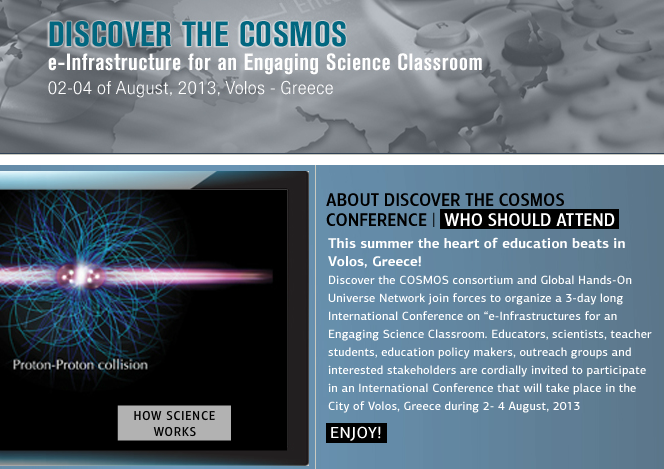 DISCOVER THE COSMOS
e-Infrastructure for an Engaging Science Classroom
02-04 of August, 2013, Volos - Greece
Proton-Proton collision
HOW SCIENCE
WORKS
ABOUT DISCOVER THE COSMOS
CONFERENCE | WHO SHOULD ATTEND
This summer the heart of education beats in
Volos, Greece!
Discover the COSMOS consortium and Global Hands-On
Universe Network join forces to organize a 3-day long
International Conference on “e-Infrastructures for an
Engaging Science Classroom. Educators, scientists, teacher
students, education policy makers, outreach groups and
interested stakeholders are cordially invited to participate
in an International Conference that will take place in the
City of Volos, Greece during 2- 4 August, 2013
ENJOY!